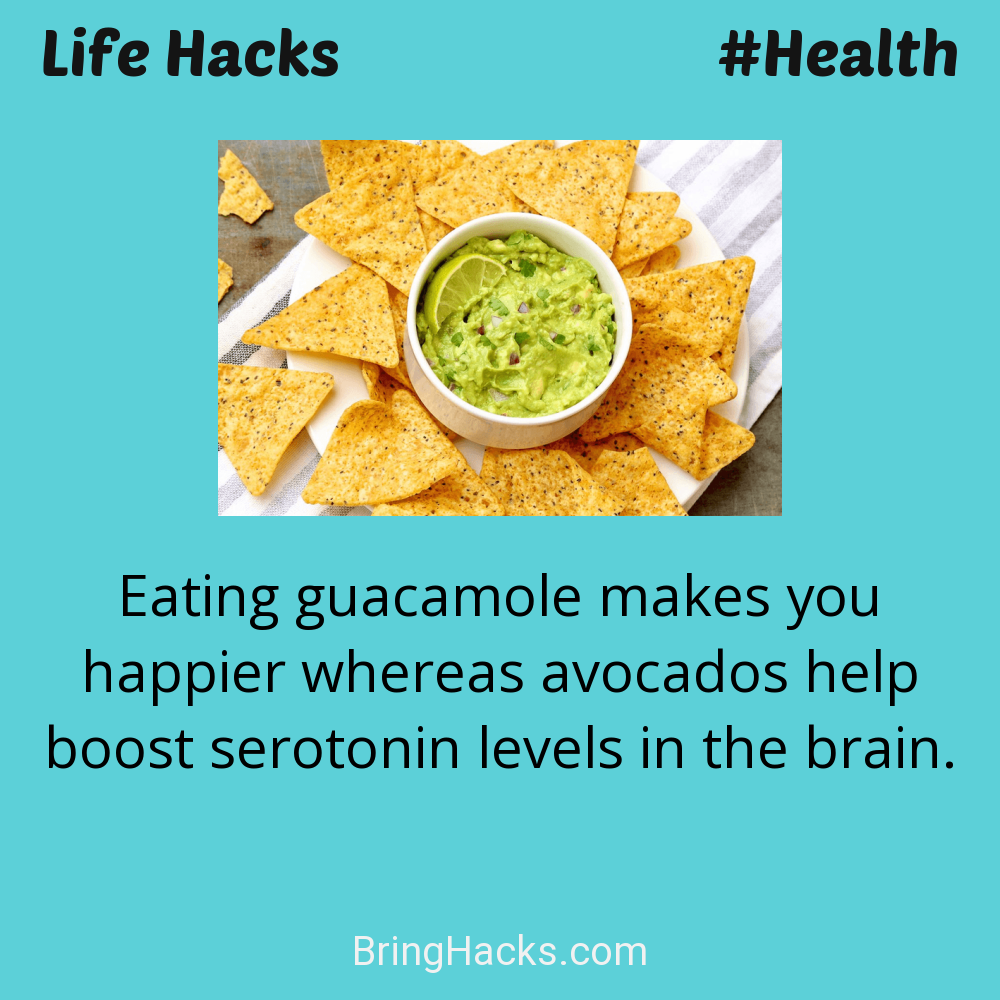 Life Hacks #Health
Eating guacamole makes you
happier whereas avocados help
boost serotonin levels in the brain.
BringHacks.com